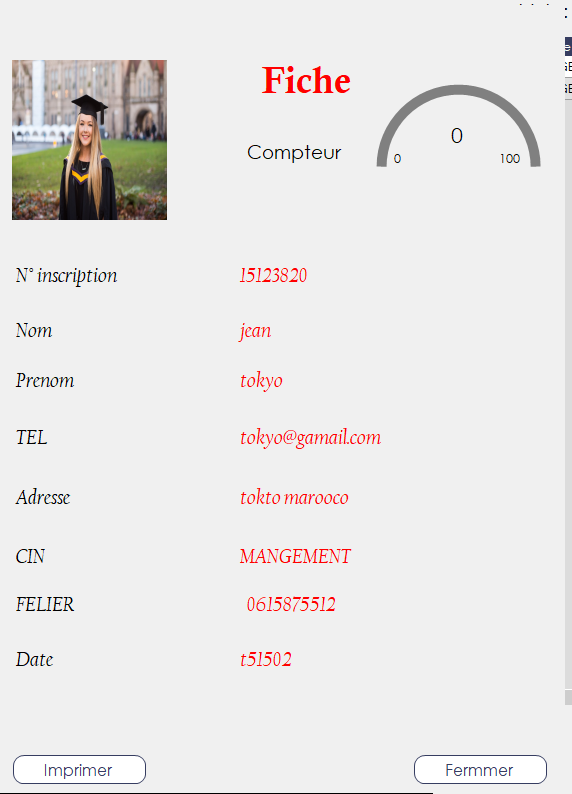 Fiche
0
Compteur
0 100
N° inscription 15123820
Nom jean
Prenom tokyo
TEL tokyo@gamail.com
Adresse tokto marooco
CIN MANGEMENT
FELIER 0615875512
Date t51502
Imprimer Fermmer